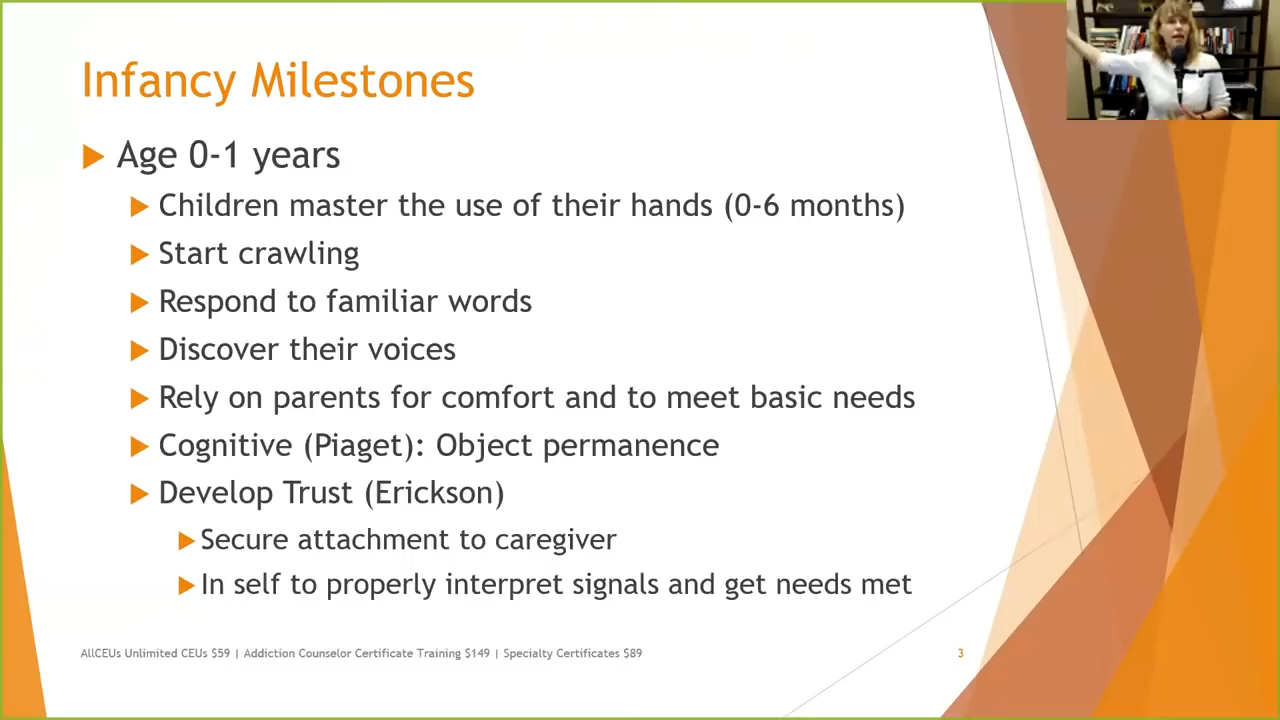 Infancy Milestones
Age 0-1 years
Children master the use of their hands (0-6 months)
Start crawling
Respond to familiar words
Discover their voices
Rely on parents for comfort and to meet basic needs
Cognitive (Piaget): Object permanence
Develop Trust (Erickson)
Secure attachment to caregiver
In self to properly interpret signals and get needs met
AllCEUs Unlimited CEUs $59 | Addiction Counselor Certificate Training $149 | Specialty Certificates $89
3